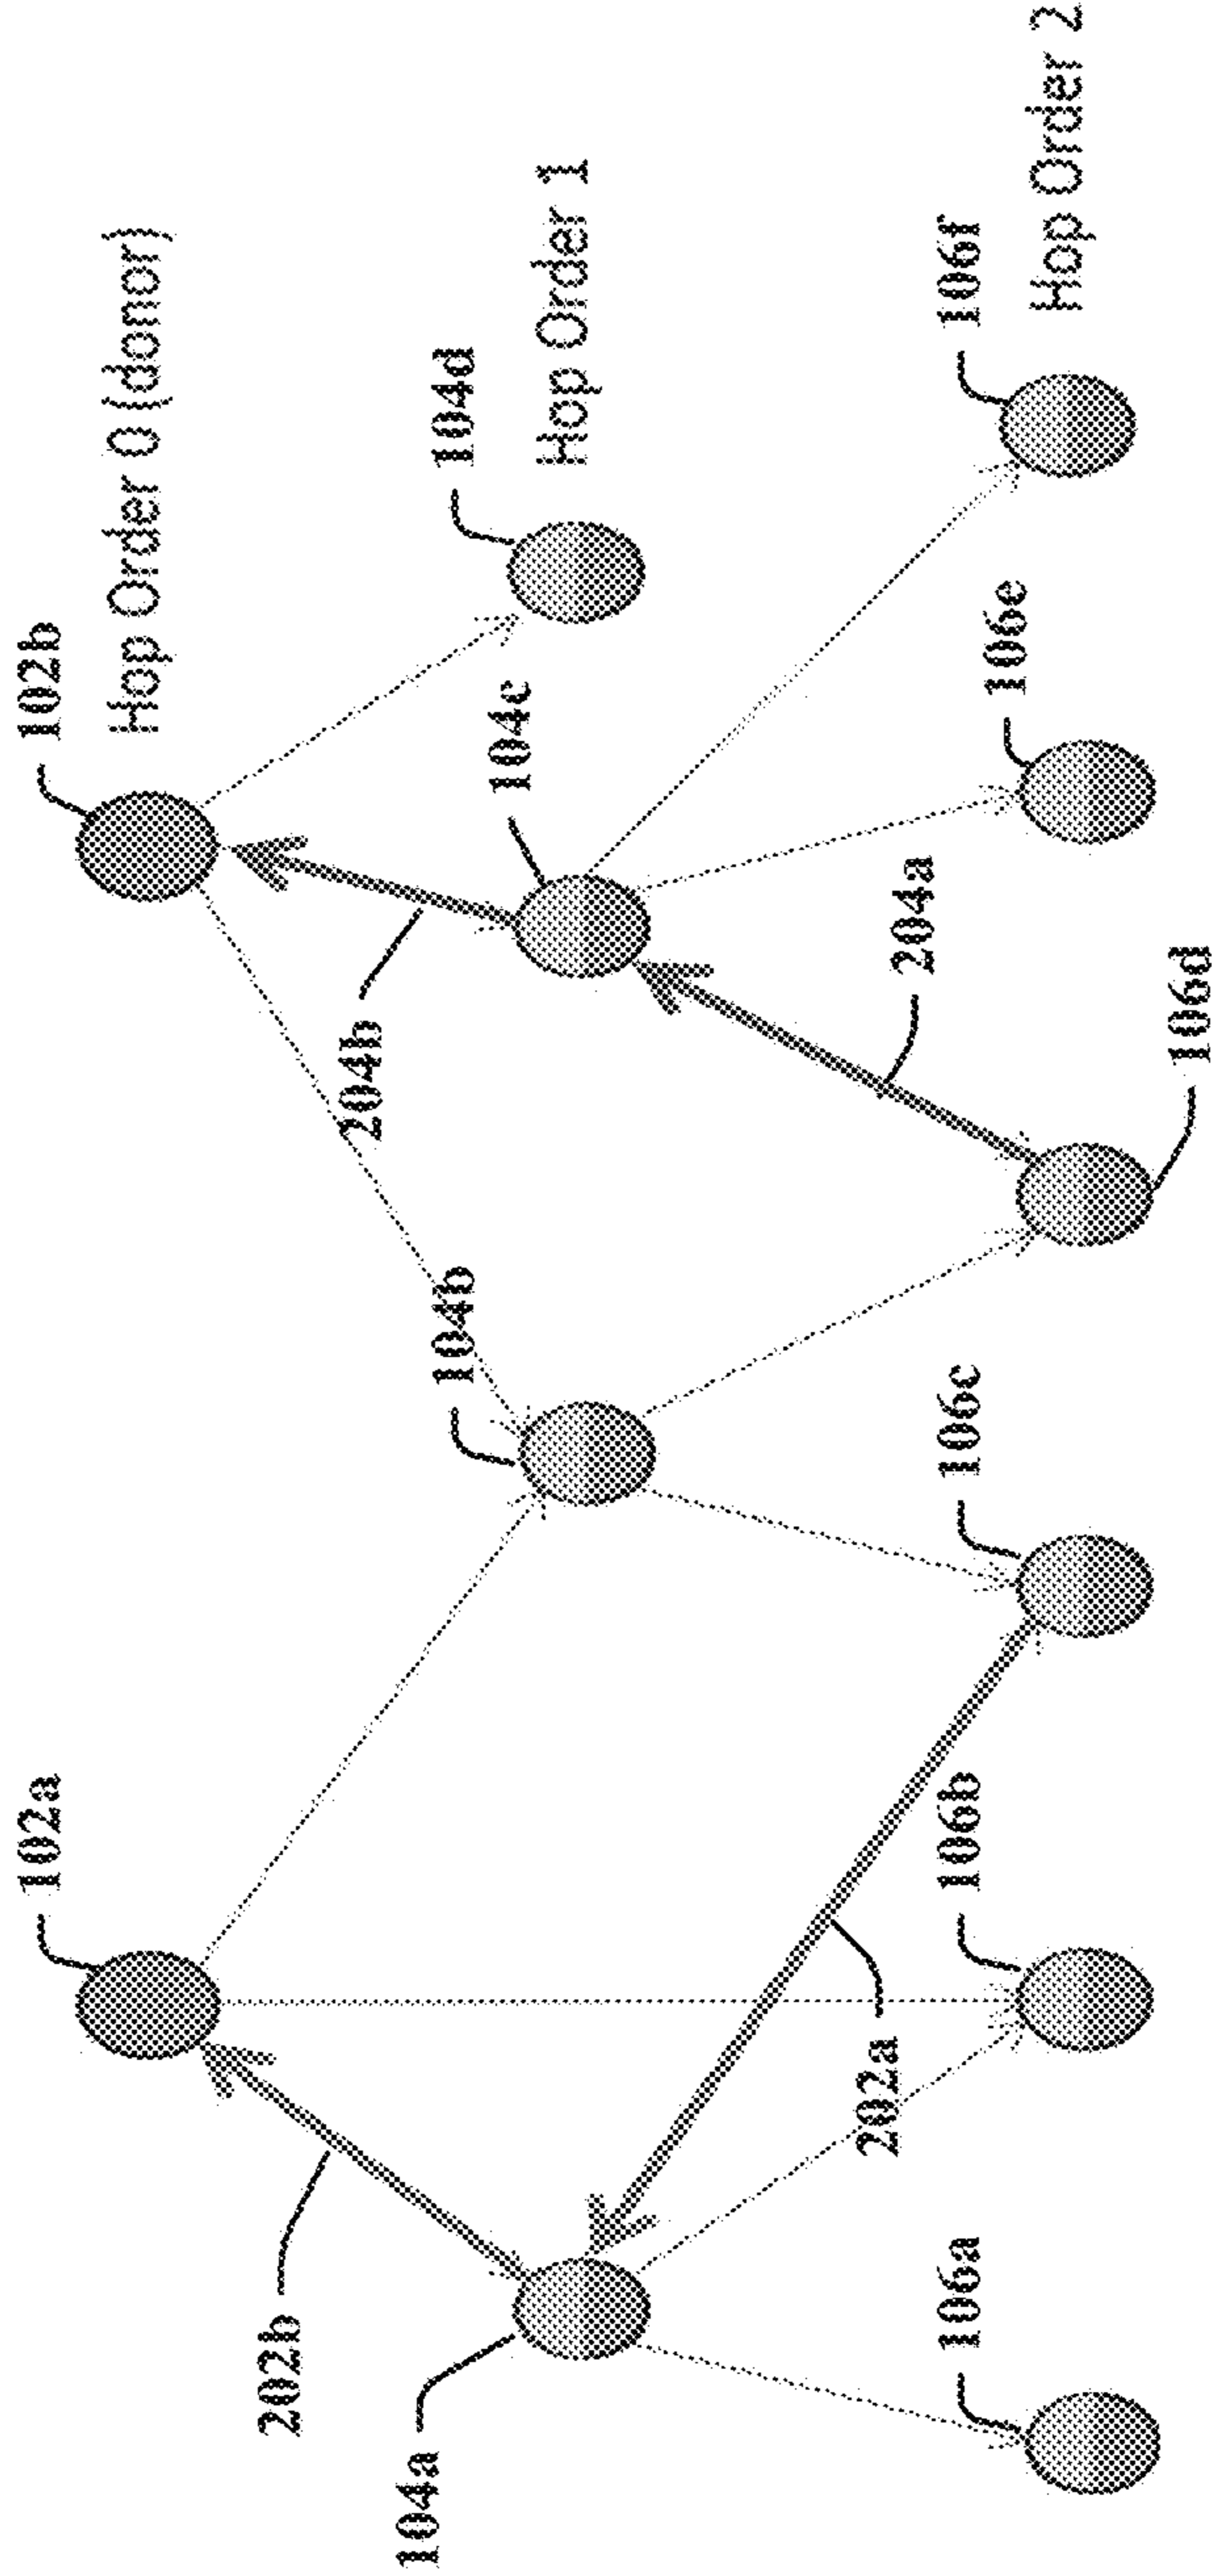 102a
102b
Hop Order 0 (donor)
202b
204b
104a
104b
104c
104d
Hop Order 1
202a
204a
106a
106b
106c
106d
106e
106f
Hop Order 2